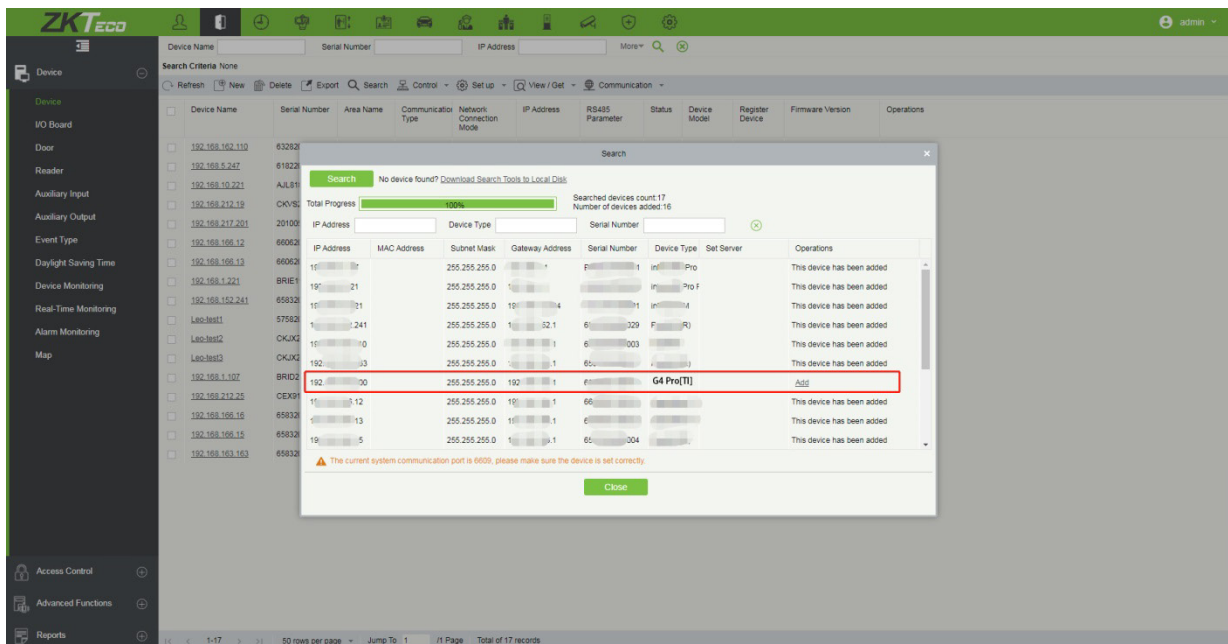 ZKTeco
admin
Device Name Serial Number IP Address More
Search Criteria None
Refresh New Delete Export Search Control Set up View / Get Communication
Device
Device
I/O Board
Door
Reader
Auxiliary Input
Auxiliary Output
Event Type
Daylight Saving Time
Device Monitoring
Real-Time Monitoring
Alarm Monitoring
Map
Access Control
Advanced Functions
Reports
Device Name Serial Number Area Name Communication Type Network Connection Mode IP Address RS485 Parameter Status Device Model Register Device Firmware Version Operations
192.168.162.110
192.168.5.247
192.168.10.221
192.168.212.19
192.168.217.201
192.168.166.12
192.168.166.13
192.168.1.221
192.168.152.241
Leo-test1
Leo-test2
Leo-test3
192.168.1.107
192.168.212.25
192.168.166.16
192.168.166.15
192.168.163.163
Search
Search No device found? Download Search Tools to Local Disk
Total Progress 100% Searched devices count:17
Number of devices added:16
IP Address Device Type Serial Number
IP Address MAC Address Subnet Mask Gateway Address Serial Number Device Type Set Server Operations
255.255.255.0 This device has been added
255.255.255.0 This device has been added
255.255.255.0 This device has been added
255.255.255.0 This device has been added
255.255.255.0 This device has been added
255.255.255.0 This device has been added
255.255.255.0 G4 Pro[TI] Add
255.255.255.0 This device has been added
255.255.255.0 This device has been added
255.255.255.0 This device has been added
The current system communication port is 6609, please make sure the device is set correctly.
Close
1-17 50 rows per page Jump To 1 /1 Page Total of 17 records